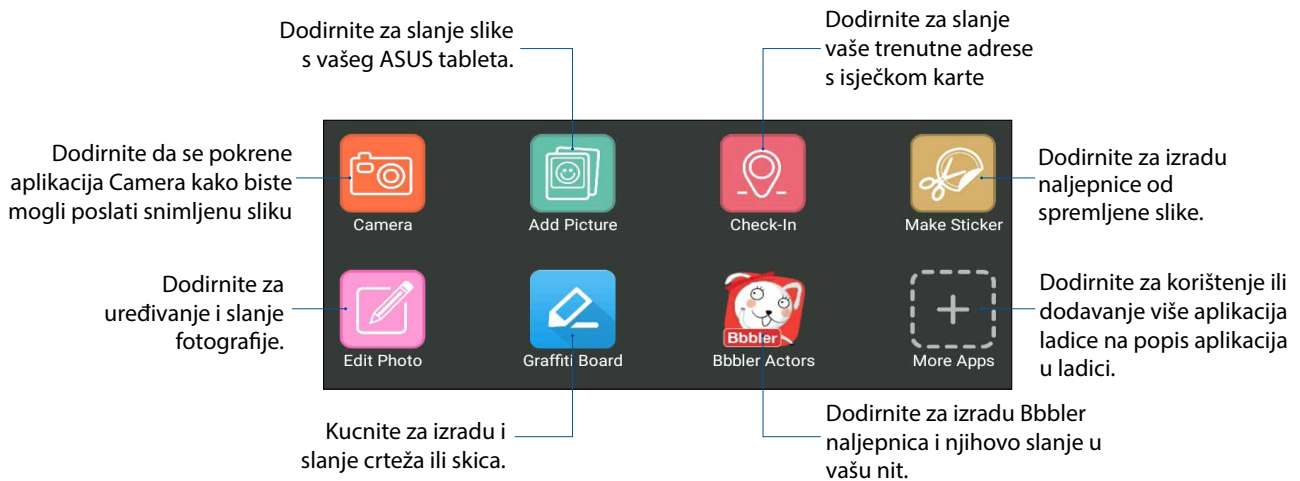 Dodirnite za slanje slike
s vašeg ASUS tableta.
Dodirnite za slanje
vaše trenutne adrese
s isječkom karte
Dodirnite da se pokrene
aplikacija Camera kako biste
mogli poslati snimljenu sliku
Camera
Add Picture
Check-In
Make Sticker
Dodirnite za izradu
naljepnice od
spremljene slike.
Dodirnite za
uređivanje i slanje
fotografije.
Edit Photo
Graffiti Board
Bbbler
Bbbler Actors
More Apps
Dodirnite za korištenje ili
dodavanje više aplikacija
ladice na popis aplikacija
u ladici.
Kucnite za izradu i
slanje crteža ili skica.
Dodirnite za izradu Bbbler
naljepnica i njihovo slanje u
vašu nit.